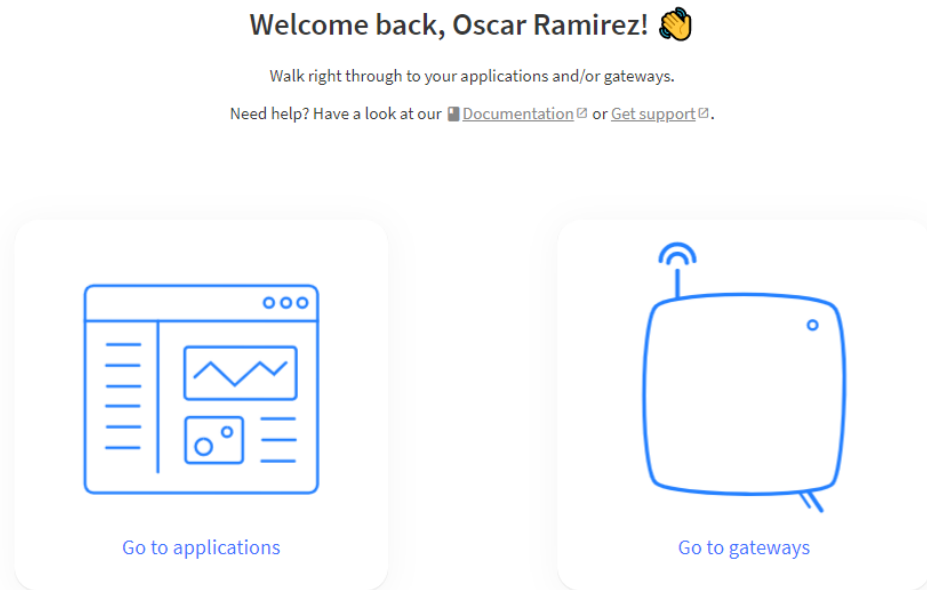 Welcome back, Oscar Ramirez! 👋
Walk right through to your applications and/or gateways.
Need help? Have a look at our Documentation or Get support.
Go to applications
Go to gateways